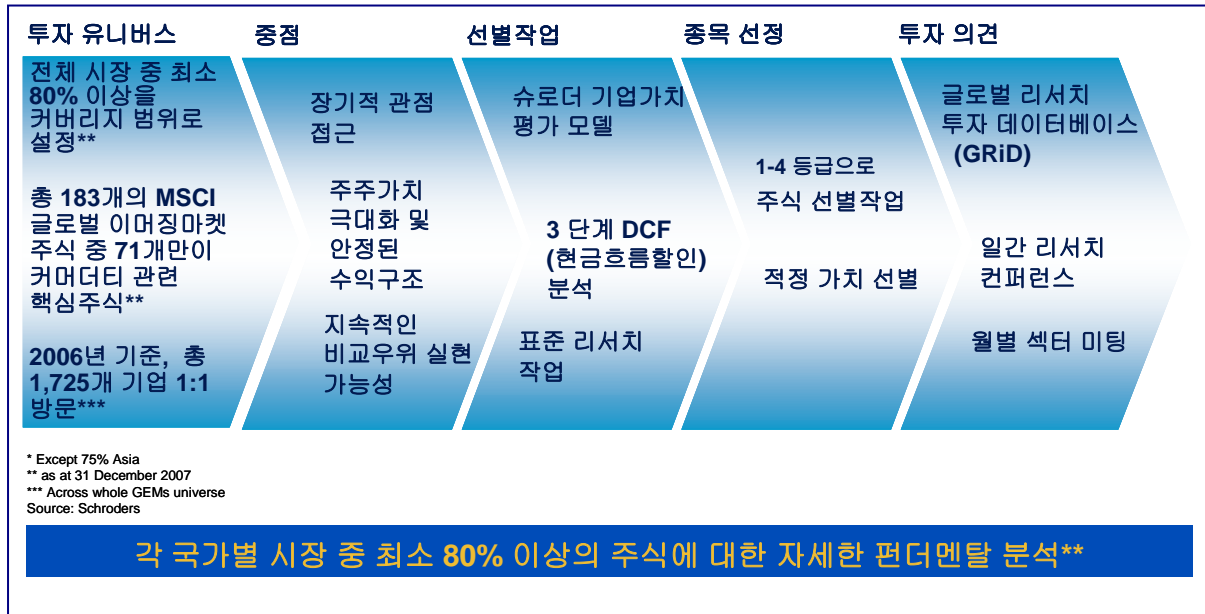 투자 유니버스
전체 시장 중 최소
80% 이상을
커버리지 범위로
설정**
총 183개의 MSCI
글로벌 이머징마켓
주식 중 71개만이
커머더티 관련
핵심주식**
2006년 기준, 총
1,725개 기업 1:1
방문***
중점
장기적 관점
접근
주주가치
극대화 및
안정된
수익구조
지속적인
비교우위 실현
가능성
선별작업
슈로더 기업가치
평가 모델
3 단계 DCF
(현금흐름할인)
분석
표준 리서치
작업
종목 선정
1-4 등급으로
주식 선별작업
적정 가치 선별
투자 의견
글로벌 리서치
투자 데이터베이스
(GRiD)
일간 리서치
컨퍼런스
월별 섹터 미팅
* Except 75% Asia
** as at 31 December 2007
*** Across whole GEMs universe
Source: Schroders
각 국가별 시장 중 최소 80% 이상의 주식에 대한 자세한 펀더멘탈 분석**